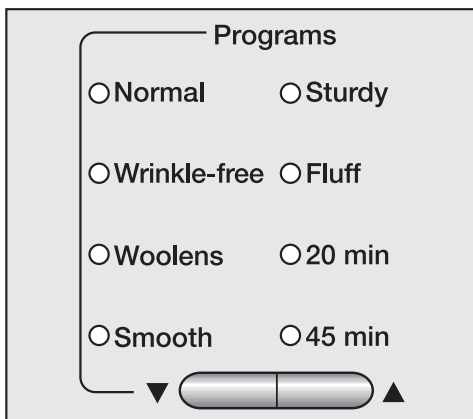 Programs
Normal
Sturdy
Wrinkle-free
Fluff
Woolens
20 min
Smooth
45 min